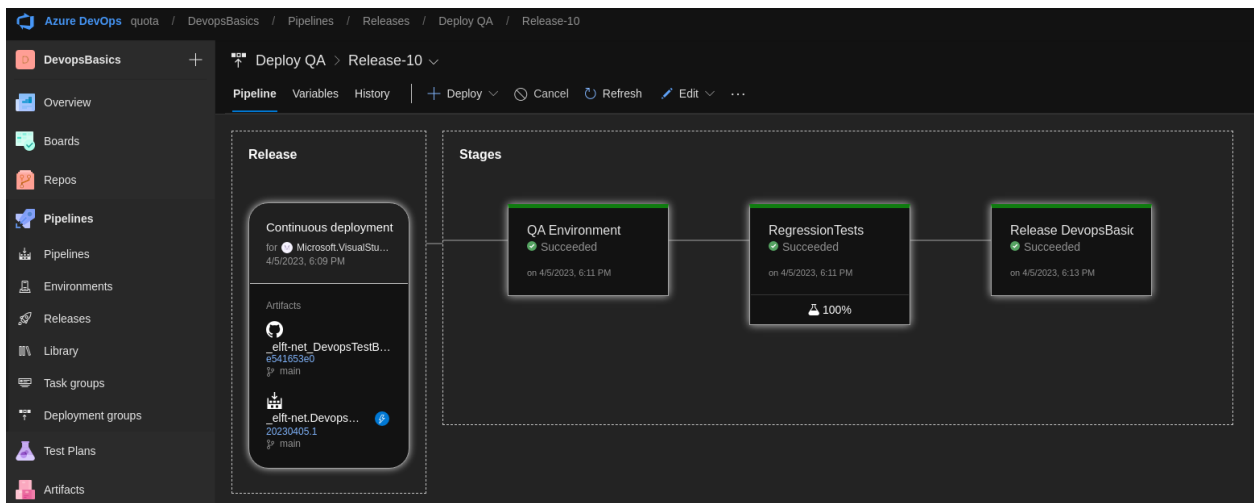 Azure DevOps quota / DevopsBasics / Pipelines / Releases / Deploy QA / Release-10
D DevopsBasics
Overview
Boards
Repos
Pipelines
Pipelines
Environments
Releases
Library
Task groups
Deployment groups
Test Plans
Artifacts
Deploy QA > Release-10
Pipeline Variables History Deploy Cancel Refresh Edit ...
Release
Continuous deployment
for M Microsoft.VisualStu...
4/5/2023, 6:09 PM
Artifacts
_elft-net_DevopsTestB...
e541653e0
main
_elft-net.Devops...
20230405.1
main
Stages
QA Environment
Succeeded
on 4/5/2023, 6:11 PM
RegressionTests
Succeeded
on 4/5/2023, 6:11 PM
100%
Release DevopsBasic
Succeeded
on 4/5/2023, 6:13 PM